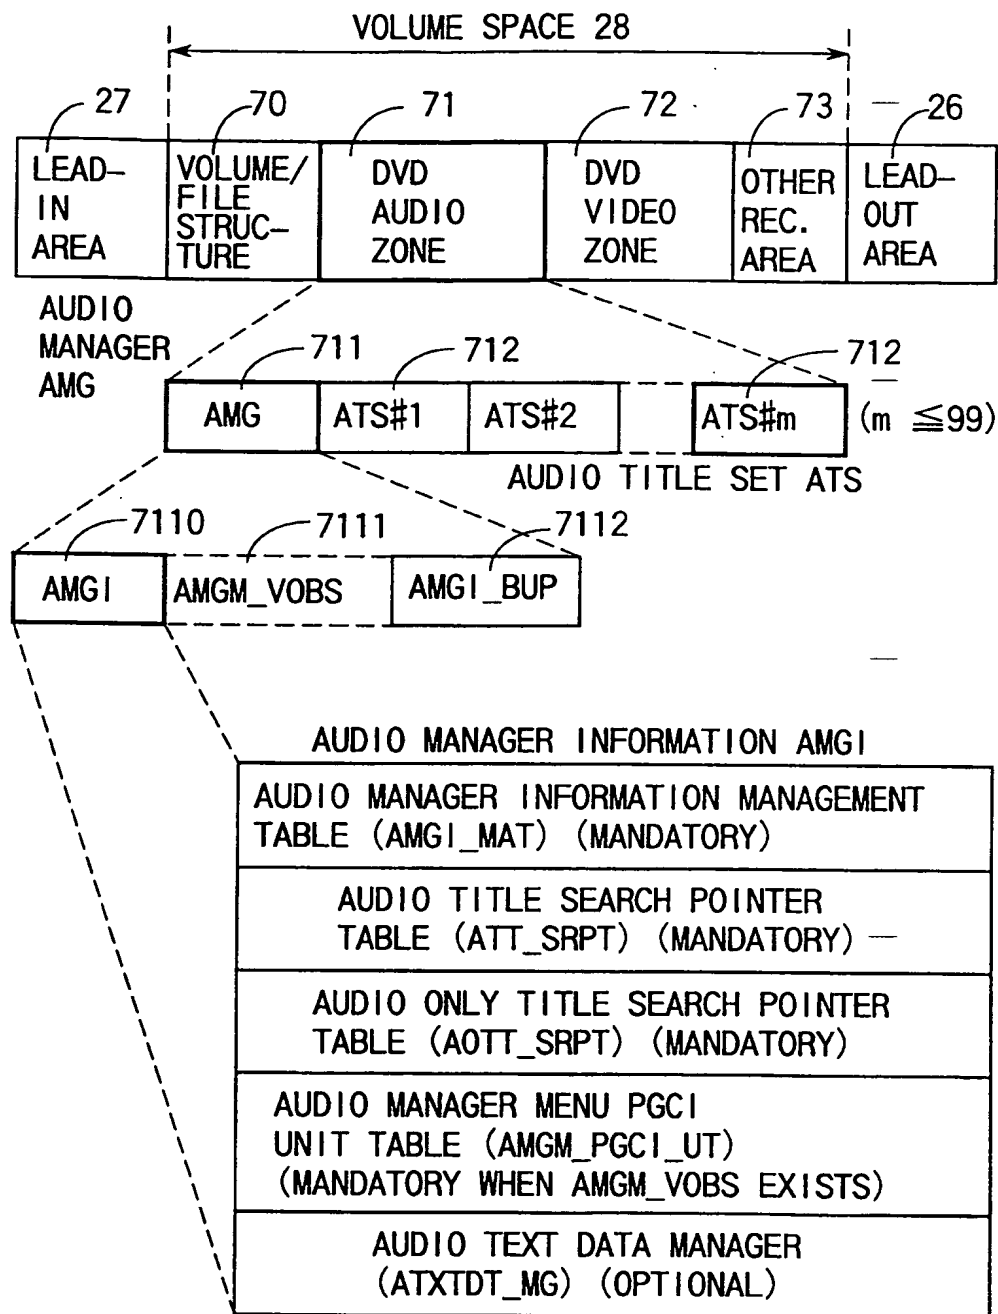 VOLUME SPACE 28
27
70
71
72
73
26
LEAD-
IN
AREA
VOLUME/
FILE
STRUC-
TURE
DVD
AUDIO
ZONE
DVD
VIDEO
ZONE
OTHER
REC.
AREA
LEAD-
OUT
AREA
AUDIO
MANAGER
AMG
711
712
712
AMG
ATS#1
ATS#2
ATS#m
(m ≦99)
AUDIO TITLE SET ATS
7110
7111
7112
AMGI
AMGM_VOBS
AMGI_BUP
AUDIO MANAGER INFORMATION AMGI
AUDIO MANAGER INFORMATION MANAGEMENT
TABLE (AMGI_MAT) (MANDATORY)
AUDIO TITLE SEARCH POINTER
TABLE (ATT_SRPT) (MANDATORY)
AUDIO ONLY TITLE SEARCH POINTER
TABLE (AOTT_SRPT) (MANDATORY)
AUDIO MANAGER MENU PGCI
UNIT TABLE (AMGM_PGCI_UT)
(MANDATORY WHEN AMGM_VOBS EXISTS)
AUDIO TEXT DATA MANAGER
(ATXTDT_MG) (OPTIONAL)